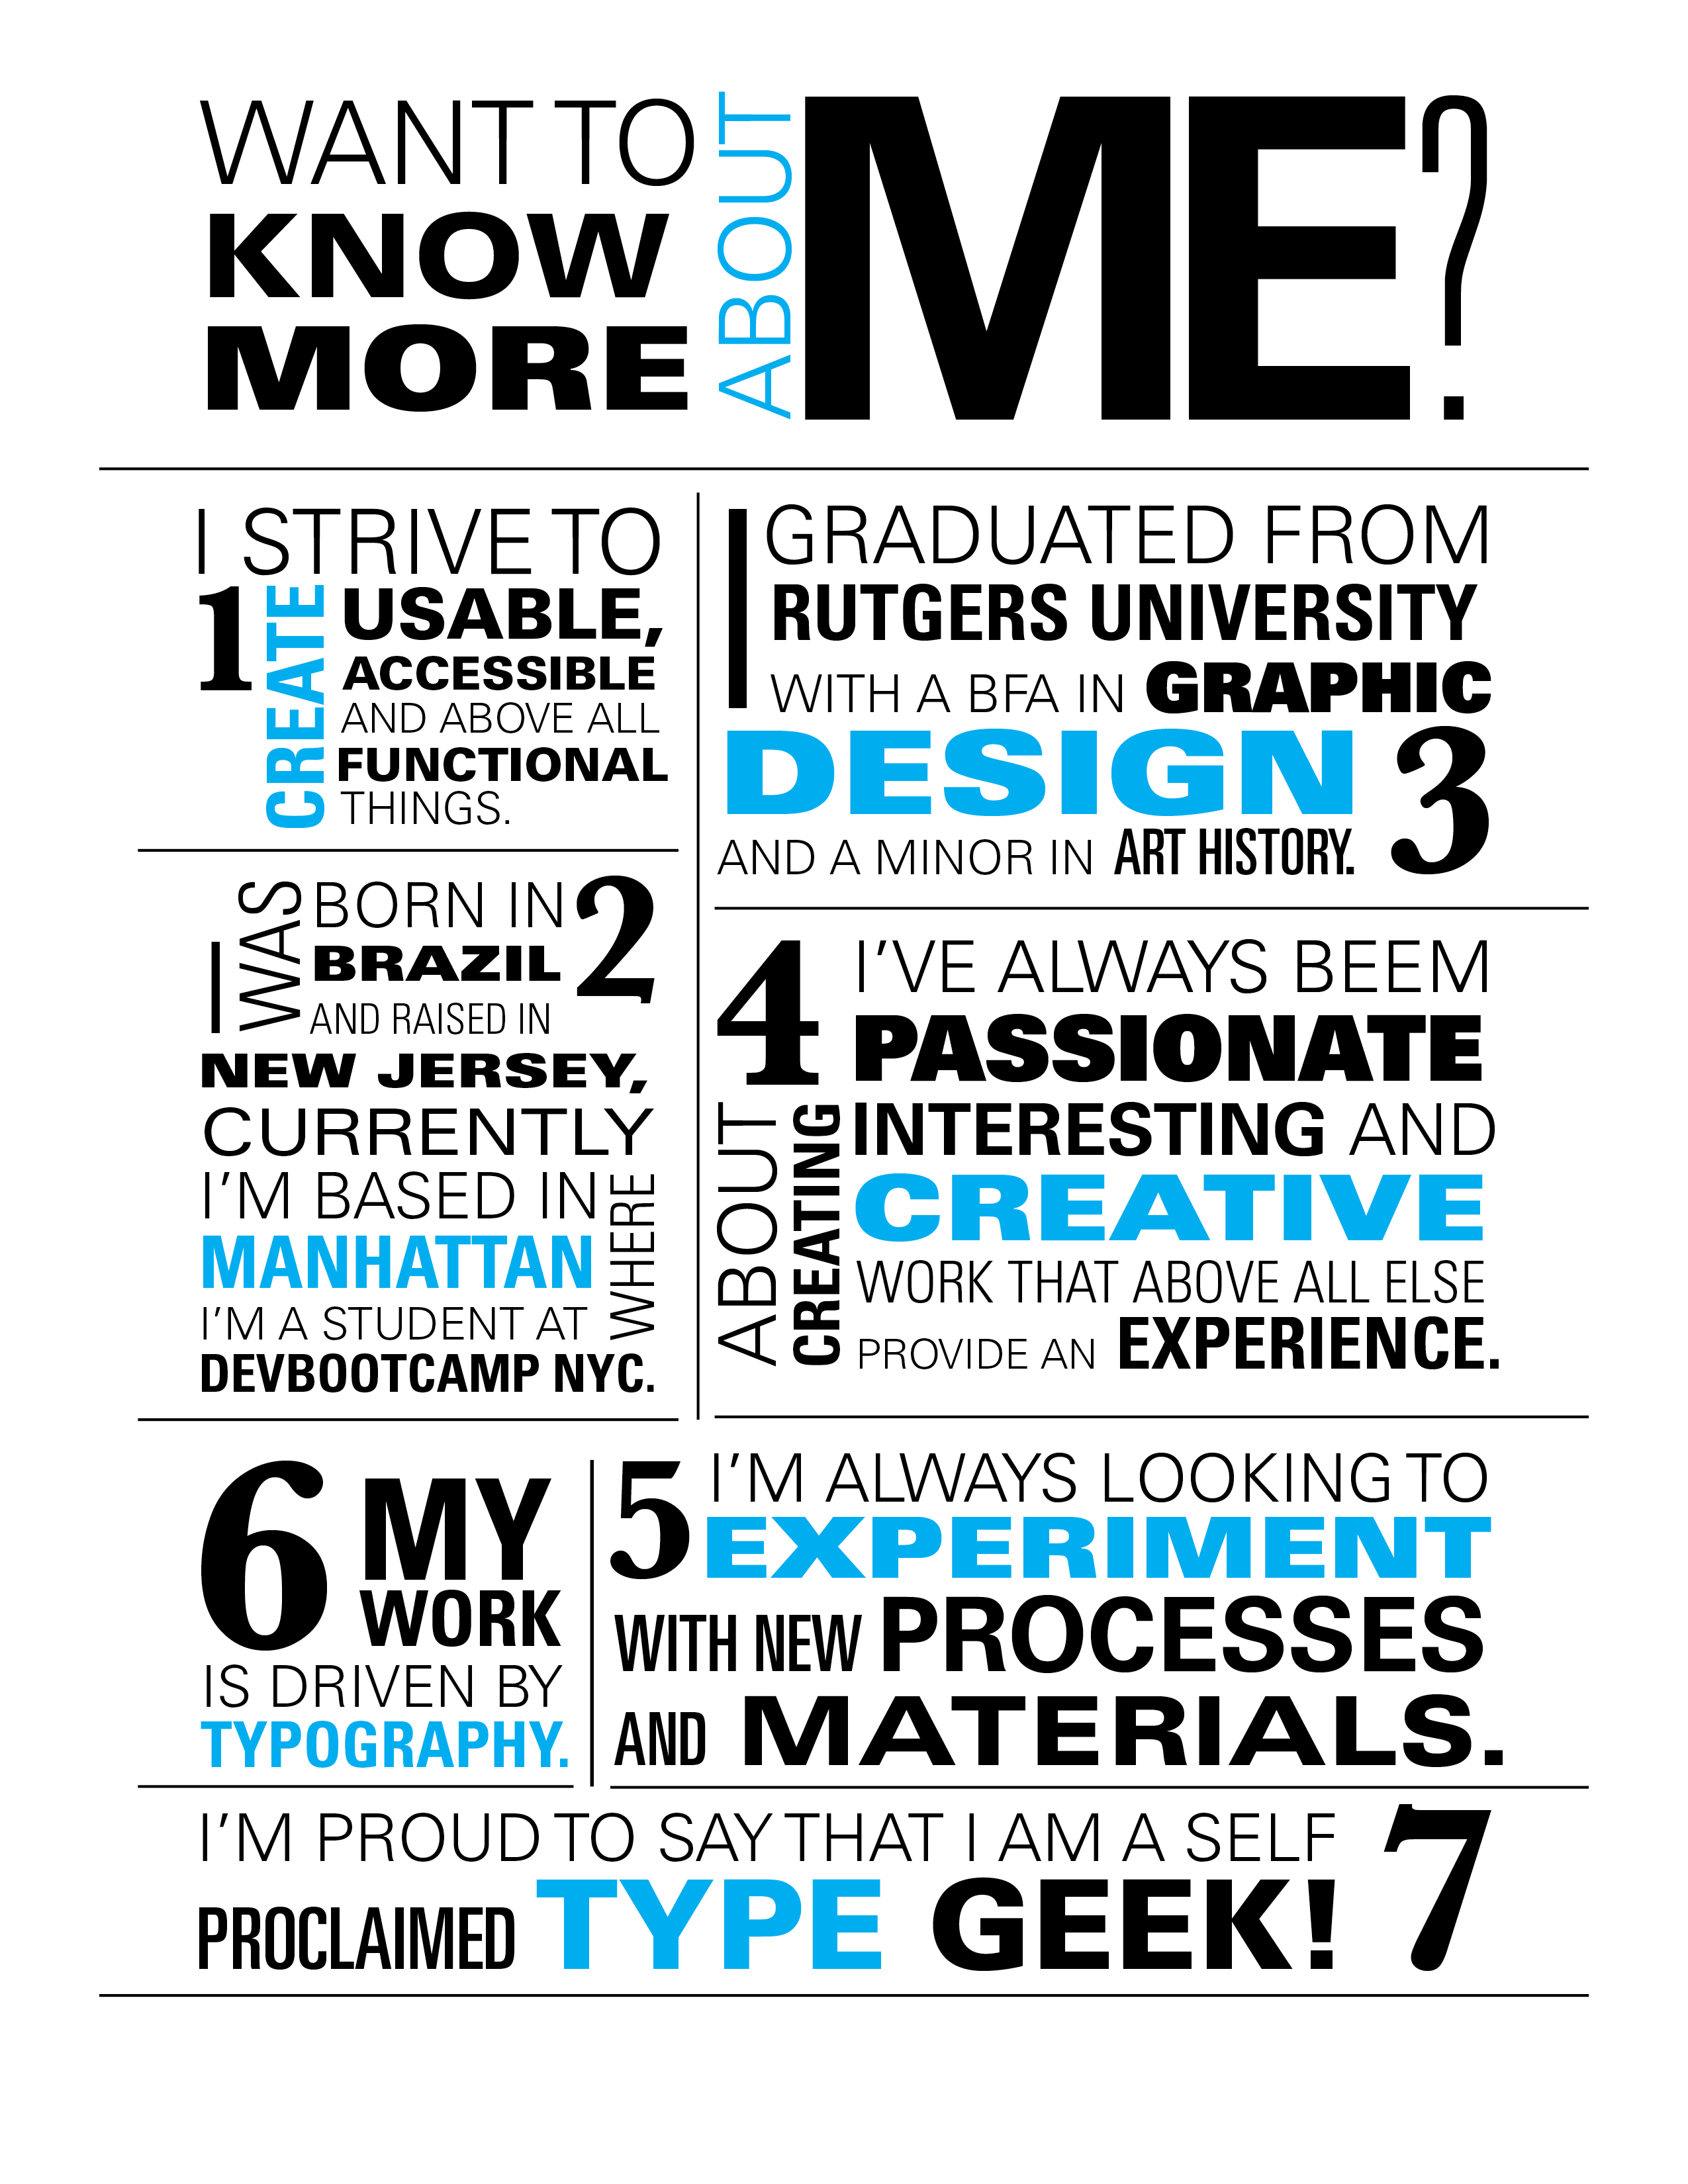 WANT TO
KNOW
MORE
ABOUT
ME?
I STRIVE TO
1
CREATE
USABLE,
ACCESSIBLE
AND ABOVE ALL
FUNCTIONAL
THINGS.
I
WAS
BORN IN
2
BRAZIL
AND RAISED IN
NEW JERSEY,
CURRENTLY
I'M BASED IN
MANHATTAN
WHERE
I'M A STUDENT AT
DEVBOOTCAMP NYC.
I
GRADUATED FROM
RUTGERS UNIVERSITY
WITH A BFA IN GRAPHIC
DESIGN
3
AND A MINOR IN ART HISTORY.
4
I'VE ALWAYS BEEM
PASSIONATE
ABOUT
CREATING
INTERESTING AND
CREATIVE
WORK THAT ABOVE ALL ELSE
PROVIDE AN EXPERIENCE.
5
I'M ALWAYS LOOKING TO
EXPERIMENT
WITH NEW PROCESSES
AND MATERIALS.
6
MY
WORK
IS DRIVEN BY
TYPOGRAPHY.
I'M PROUD TO SAY THAT I AM A SELF
7
PROCLAIMED TYPE GEEK!